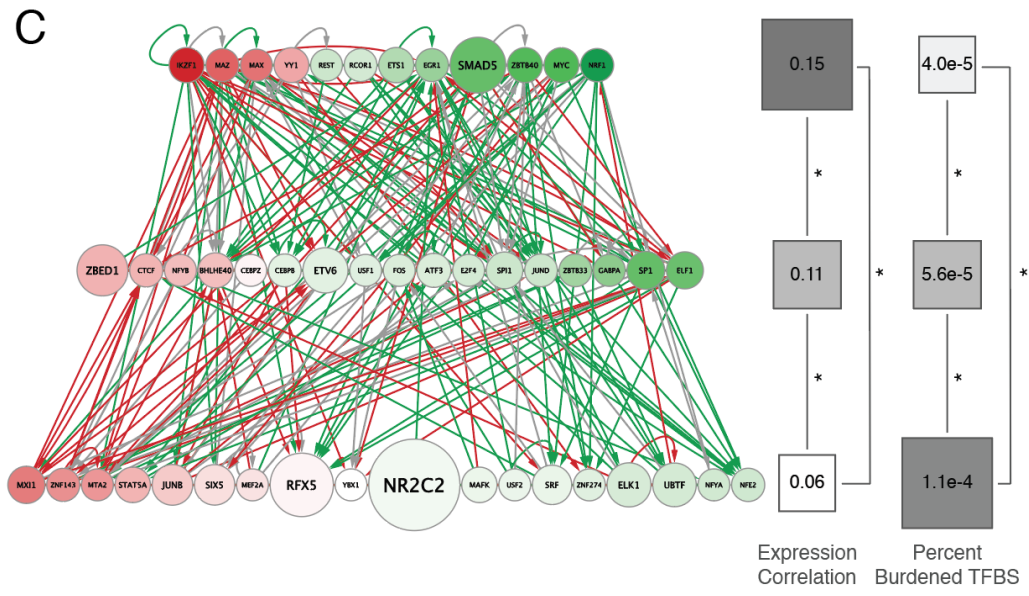 C
IKZF1 MAZ MAX YY1 REST RCOR1 ETS1 EGR1 SMAD5 ZBTB40 MYC NRF1
0.15 4.0e-5
* *
ZBED1 CTCF NFYB BHLHE40 CEBPZ CEBPB ETV6 USF1 FOS ATF3 E2F4 SPI1 JUND ZBTB33 GABPA SP1 ELF1
0.11 * 5.6e-5 *
* *
MXI1 ZNF143 MTA2 STAT5A JUNB SIX5 MEF2A RFX5 YBX1 NR2C2 MAFK USF2 SRF ZNF274 ELK1 UBTF NFYA NFE2
0.06 1.1e-4
Expression Percent
Correlation Burdened TFBS